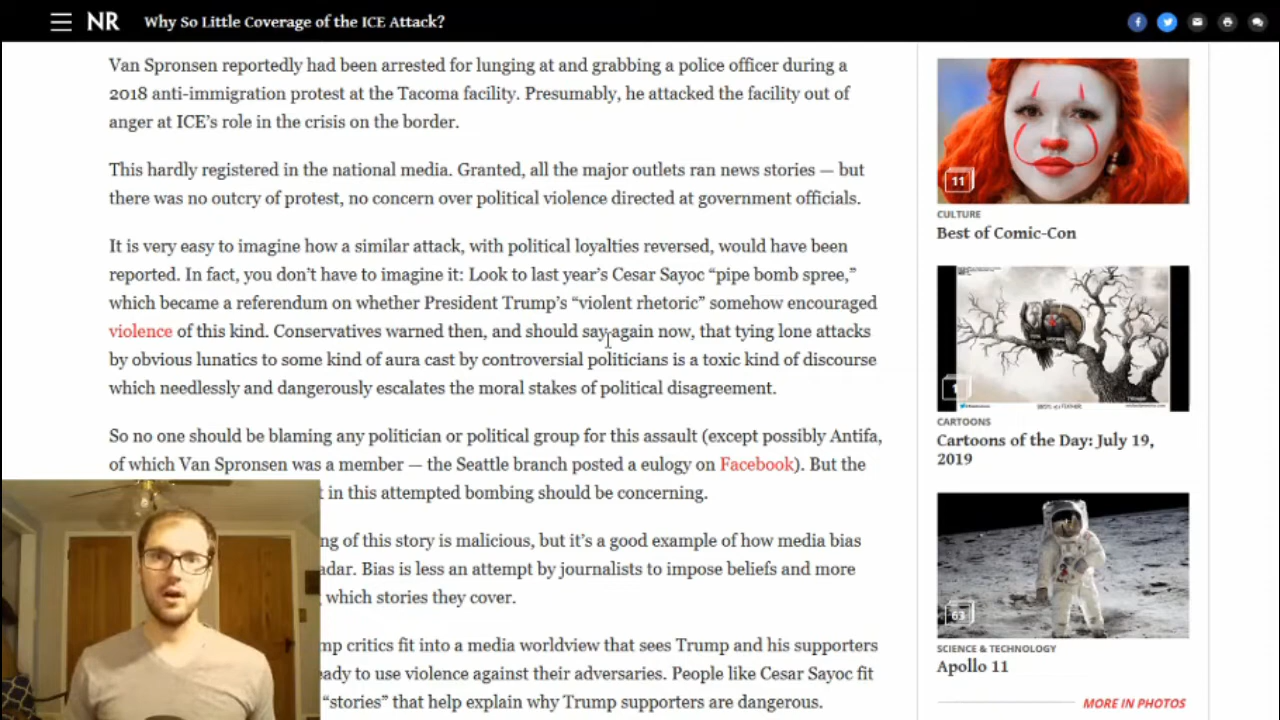 NR Why So Little Coverage of the ICE Attack?
Van Spronsen reportedly had been arrested for lunging at and grabbing a police officer during a
2018 anti-immigration protest at the Tacoma facility. Presumably, he attacked the facility out of
anger at ICE's role in the crisis on the border.
This hardly registered in the national media. Granted, all the major outlets ran news stories — but
there was no outcry of protest, no concern over political violence directed at government officials.
It is very easy to imagine how a similar attack, with political loyalties reversed, would have been
reported. In fact, you don't have to imagine it: Look to last year's Cesar Sayoc “pipe bomb spree,”
which became a referendum on whether President Trump's “violent rhetoric” somehow encouraged
violence of this kind. Conservatives warned then, and should say again now, that tying lone attacks
by obvious lunatics to some kind of aura cast by controversial politicians is a toxic kind of discourse
which needlessly and dangerously escalates the moral stakes of political disagreement.
So no one should be blaming any politician or political group for this assault (except possibly Antifa,
of which Van Spronsen was a member — the Seattle branch posted a eulogy on Facebook). But the
in this attempted bombing should be concerning.
of this story is malicious, but it's a good example of how media bias
Bias is less an attempt by journalists to impose beliefs and more
which stories they cover.
critics fit into a media worldview that sees Trump and his supporters
to use violence against their adversaries. People like Cesar Sayoc fit
“stories” that help explain why Trump supporters are dangerous.
11
CULTURE
Best of Comic-Con
CARTOONS
Cartoons of the Day: July 19,
2019
63
SCIENCE & TECHNOLOGY
Apollo 11
MORE IN PHOTOS